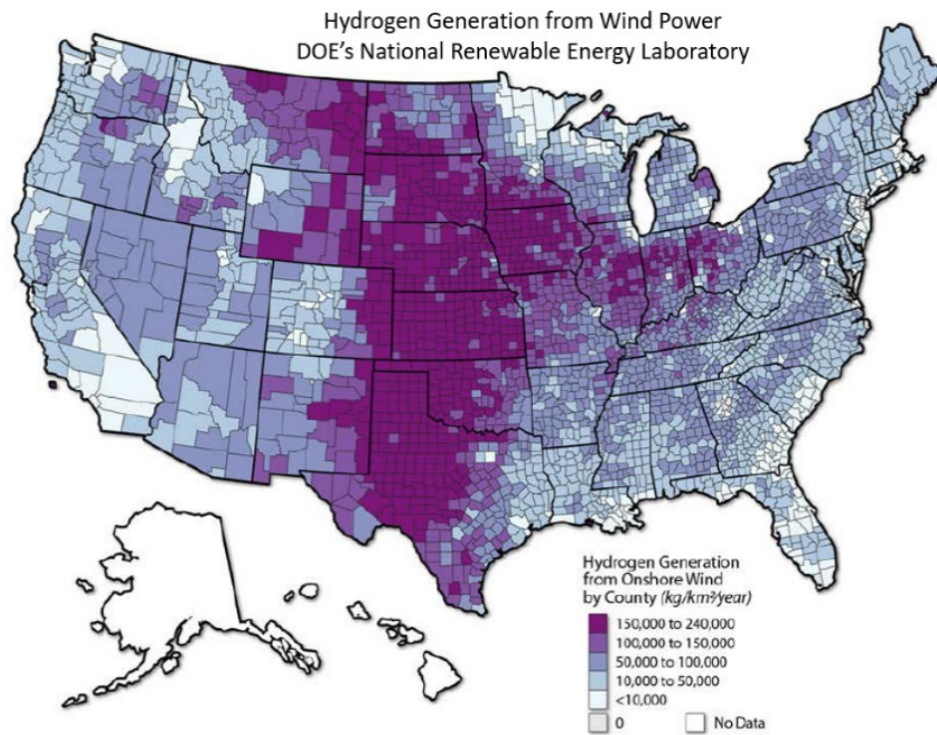 Hydrogen Generation from Wind Power
DOE's National Renewable Energy Laboratory
Hydrogen Generation
from Onshore Wind
by County (kg/km²/year)
150,000 to 240,000
100,000 to 150,000
50,000 to 100,000
10,000 to 50,000
<10,000
0 No Data